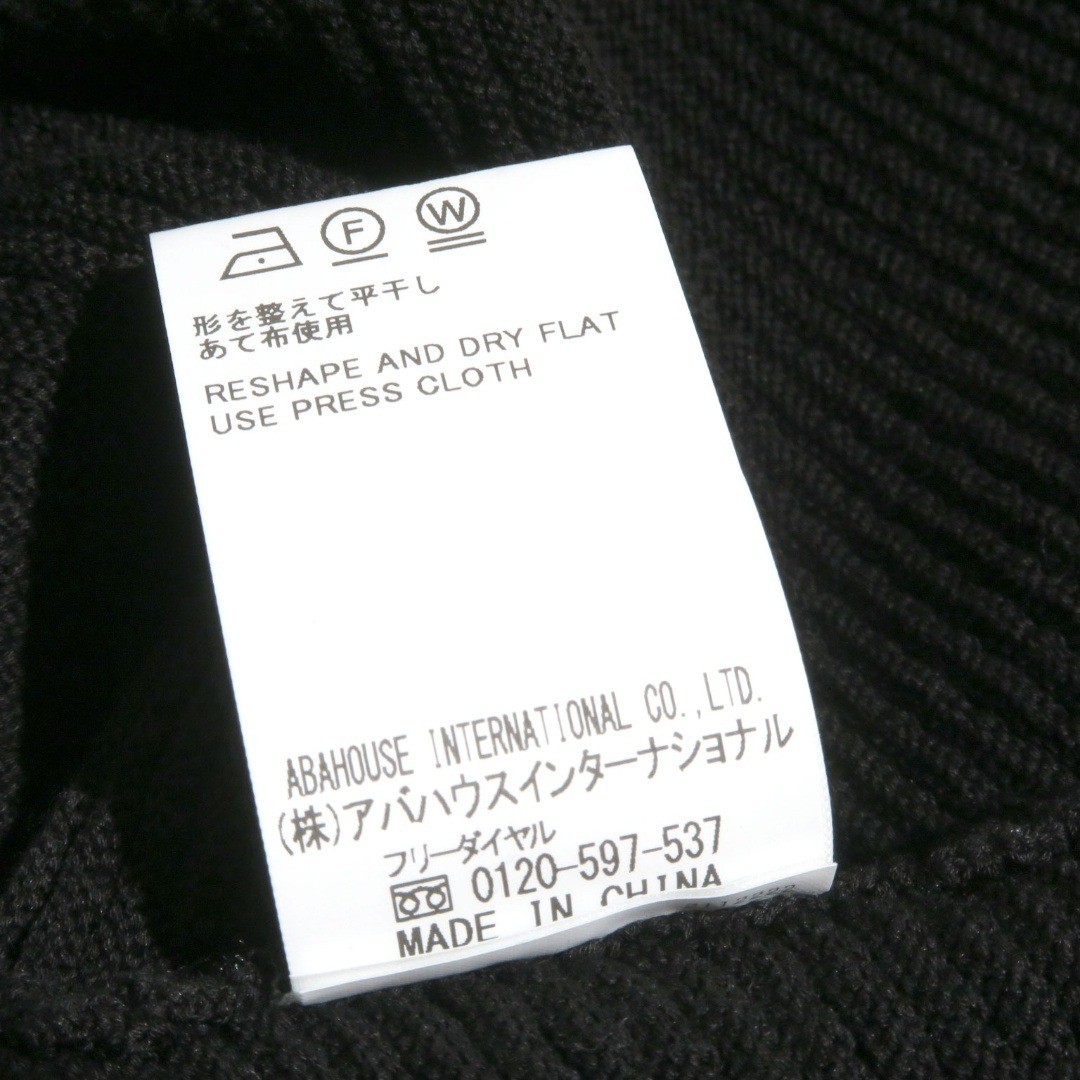 F W
形を整えて平干し
あて布使用
RESHAPE AND DRY FLAT
USE PRESS CLOTH
ABAHOUSE INTERNATIONAL CO.,LTD.
(株)アバハウスインターナショナル
フリーダイヤル
0120-597-537
MADE IN CHINA